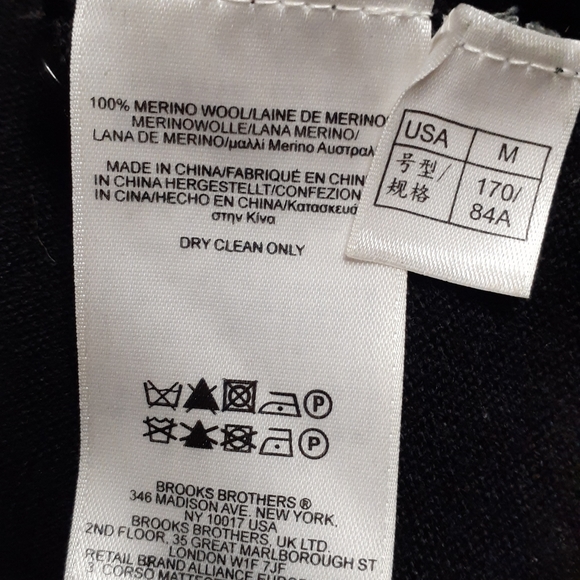 100% MERINO WOOL/LAINE DE MERINO
MERINOWOLLE/LANA MERINO/
LANA DE MERINO/μαλλί Merino
MADE IN CHINA/FABRIQUÉ EN
IN CHINA HERGESTELLT/CONFEZION
IN CINA/HECHO EN CHINA/
στην Κίνα
DRY CLEAN ONLY
P
P
BROOKS BROTHERS ®
346 MADISON AVE. NEW YORK.
NY 10017 USA
BROOKS BROTHERS, UK LTD.
2ND FLOOR, 35 GREAT MARLBOROUGH ST
LONDON W1F 7JF
RETAIL BRAND ALLIANCE
3, CORSO
USA M
号型/规格 170/84A